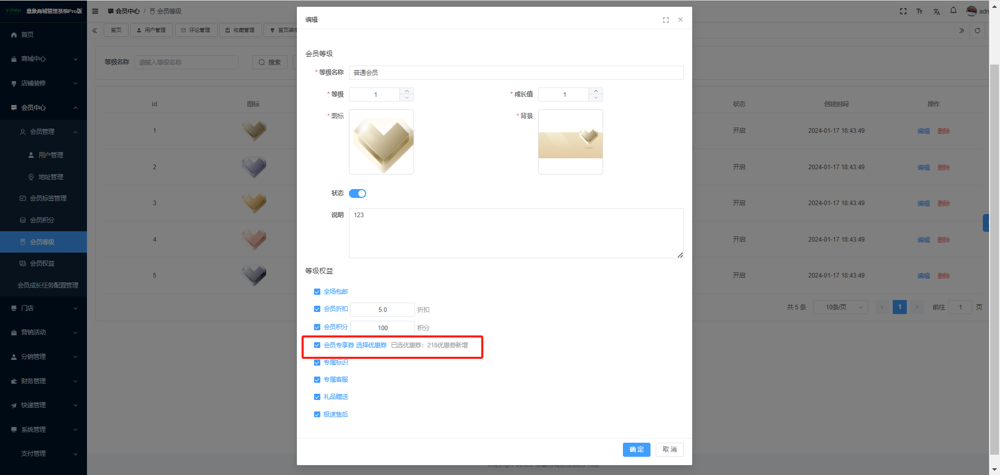 yshop 意象商城管理系统Pro版
会员中心 / 会员等级
首页 用户管理 评论管理 收藏管理
首页
商城中心
店铺装修
会员中心
会员管理
用户管理
地址管理
会员标签管理
会员积分
会员等级
会员权益
会员成长任务配置管理
门店
营销活动
分销管理
财务管理
快递管理
系统管理
支付管理
等级名称 请输入等级名称 搜索
id 图标 状态 创建时间 操作
1 开启 2024-01-17 18:43:49 编辑 删除
2 开启 2024-01-17 18:43:49 编辑 删除
3 开启 2024-01-17 18:43:49 编辑 删除
4 开启 2024-01-17 18:43:49 编辑 删除
5 开启 2024-01-17 18:43:49 编辑 删除
共 5 条 10条/页 1 前往 1 页
编辑
会员等级
* 等级名称 普通会员
* 等级 1 * 成长值 1
* 图标 * 背景
状态
说明 123
等级权益
全场包邮
会员折扣 5.0 折扣
会员积分 100 积分
会员专享券 选择优惠券 已选优惠券：218优惠券新增
专属标识
专属客服
礼品赠送
极速售后
确定 取消